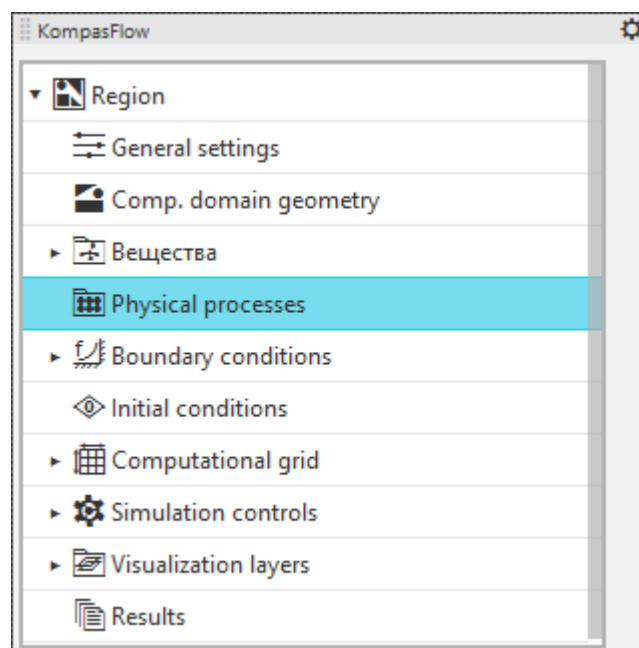 KompasFlow
Region
General settings
Comp. domain geometry
Вещества
Physical processes
Boundary conditions
Initial conditions
Computational grid
Simulation controls
Visualization layers
Results